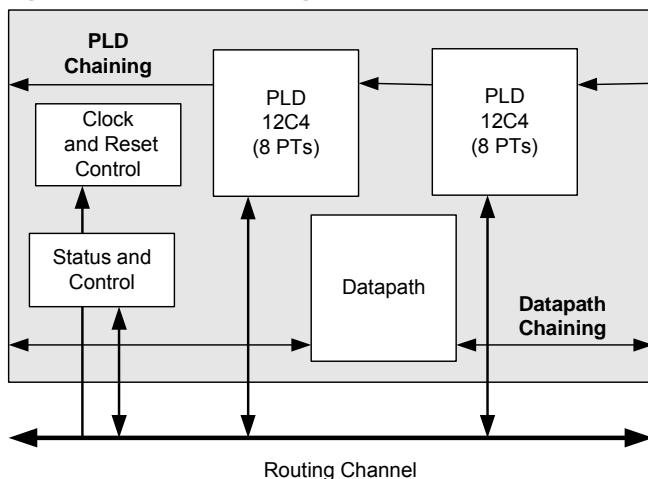 PLD
Chaining
PLD
12C4
(8 PTs)
PLD
12C4
(8 PTs)
Clock
and Reset
Control
Status and
Control
Datapath
Datapath
Chaining
Routing Channel